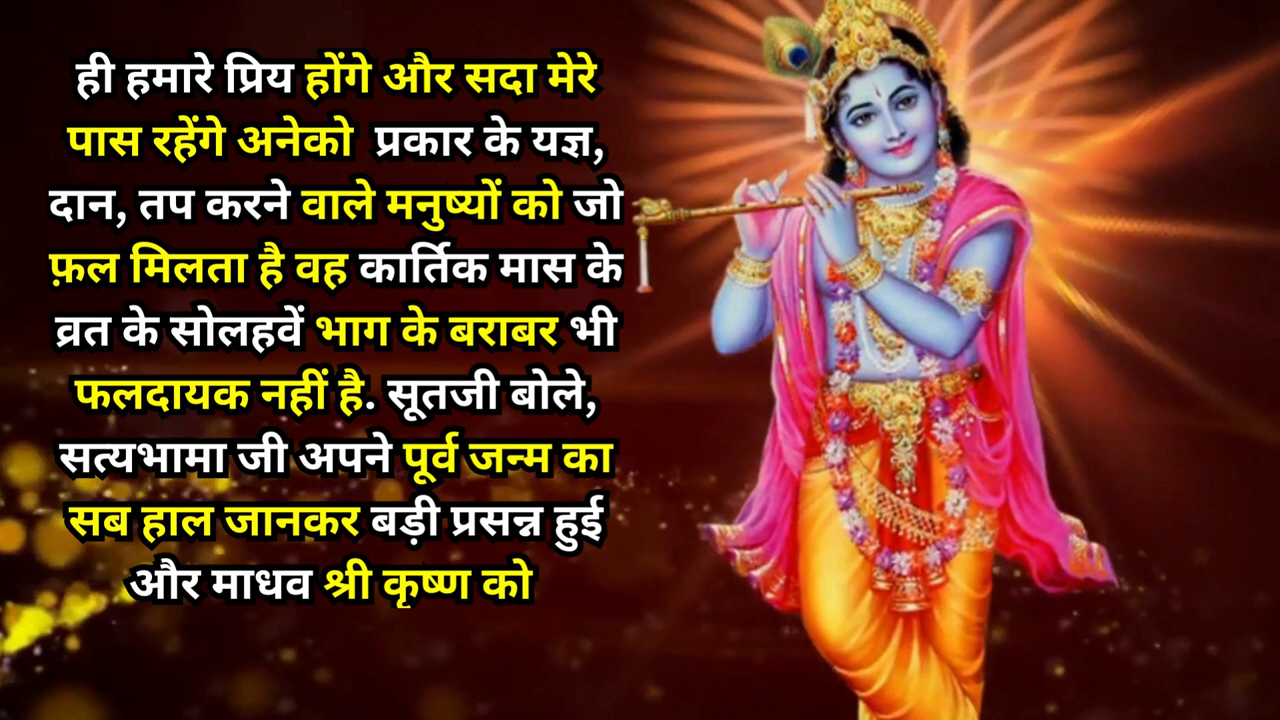 ही हमारे प्रिय होंगे और सदा मेरे
पास रहेंगे अनेको प्रकार के यज्ञ,
दान, तप करने वाले मनुष्यों को जो
फ़ल मिलता है वह कार्तिक मास के
व्रत के सोलहवें भाग के बराबर भी
फलदायक नहीं है. सूतजी बोले,
सत्यभामा जी अपने पूर्व जन्म का
सब हाल जानकर बड़ी प्रसन्न हुई
और माधव श्री कृष्ण को